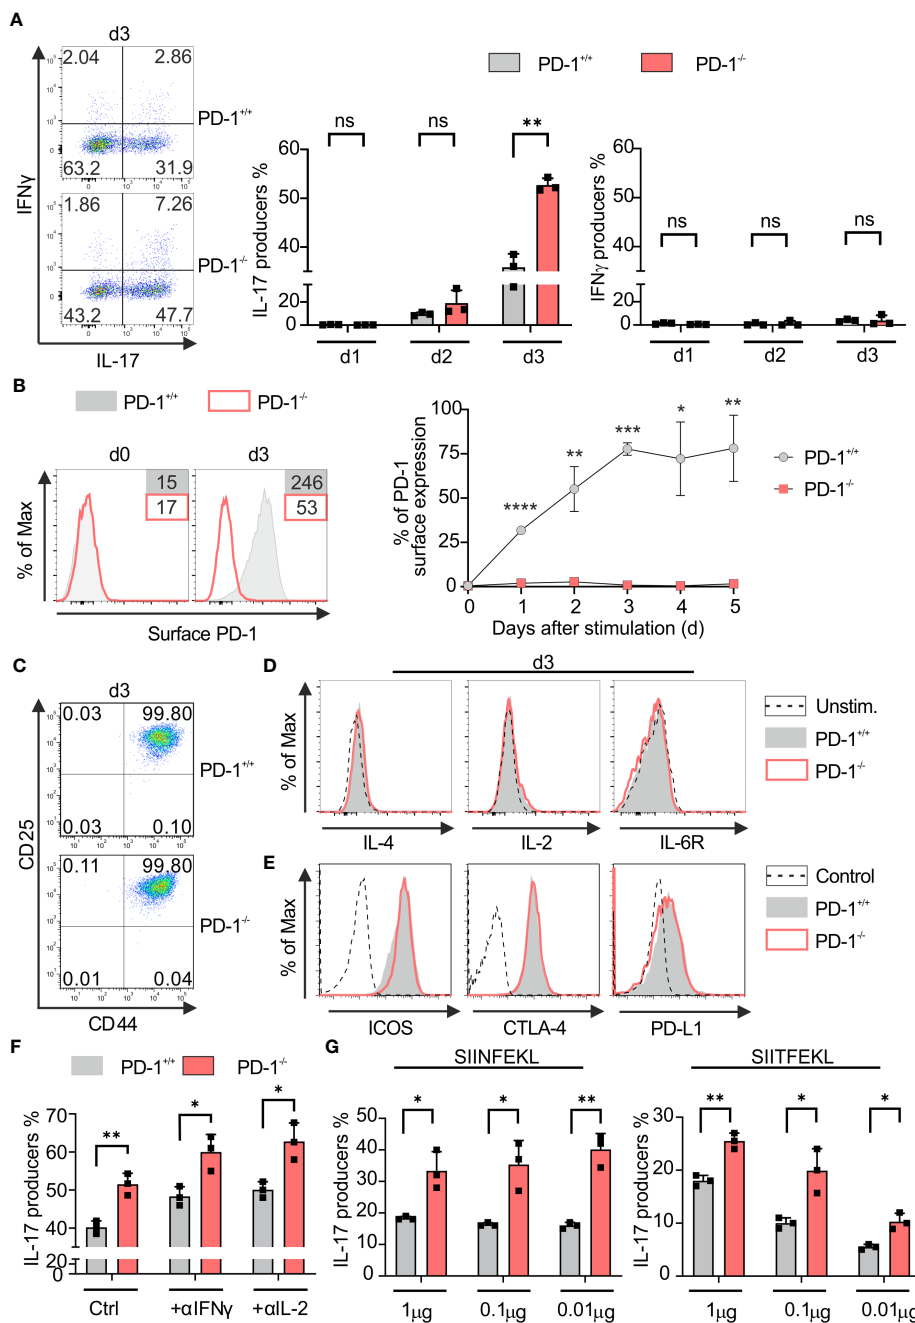 A
d3
PD-1+/+ PD-1-/-
2.04 2.86
PD-1+/+
63.2 31.9
1.86 7.26
PD-1-/-
43.2 47.7
IFNγ
IL-17
IL-17 producers %
60
50
40
20
0
ns ns **
d1 d2 d3
IFNγ producers %
60
40
20
0
ns ns ns
d1 d2 d3
B
PD-1+/+ PD-1-/-
d0 d3
15 246
17 53
% of Max
Surface PD-1
% of PD-1
surface expression
100
75
50
25
0
**** ** *** * **
0 1 2 3 4 5
Days after stimulation (d)
PD-1+/+
PD-1-/-
C
d3
0.03 99.80
PD-1+/+
0.03 0.10
0.11 99.80
PD-1-/-
0.01 0.04
CD25
CD44
D
d3
% of Max
IL-4 IL-2 IL-6R
Unstim.
PD-1+/+
PD-1-/-
E
% of Max
ICOS CTLA-4 PD-L1
Control
PD-1+/+
PD-1-/-
F
PD-1+/+ PD-1-/-
IL-17 producers %
70
60
50
40
20
0
** * *
Ctrl +αIFNγ +αIL-2
G
SIINFEKL
IL-17 producers %
50
40
30
20
10
0
* * **
1μg 0.1μg 0.01μg
SIITFEKL
IL-17 producers %
30
20
10
0
** * *
1μg 0.1μg 0.01μg